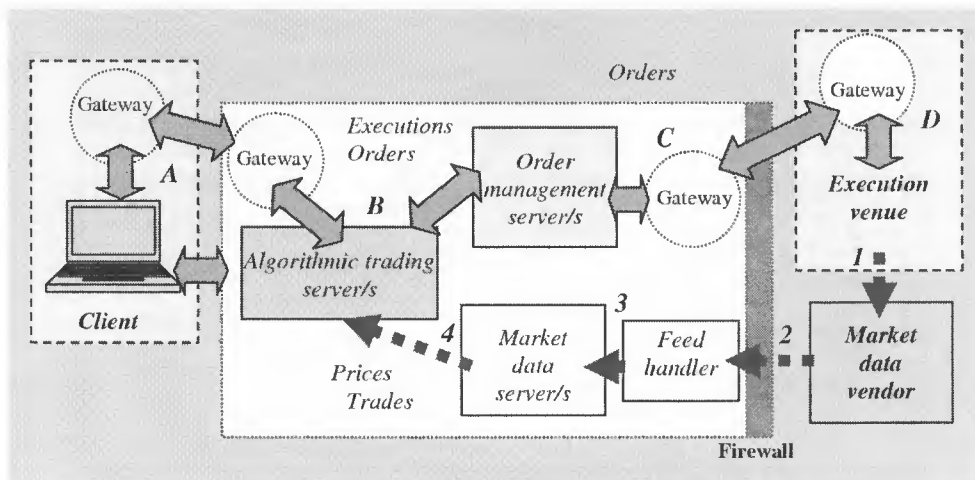 Orders
Gateway
A
Client
Gateway
Executions
Orders
B
Algorithmic trading
server/s
Order
management
server/s
C
Gateway
Gateway
D
Execution
venue
1
Market
data
vendor
2
Feed
handler
3
Market
data
server/s
4
Prices
Trades
Firewall